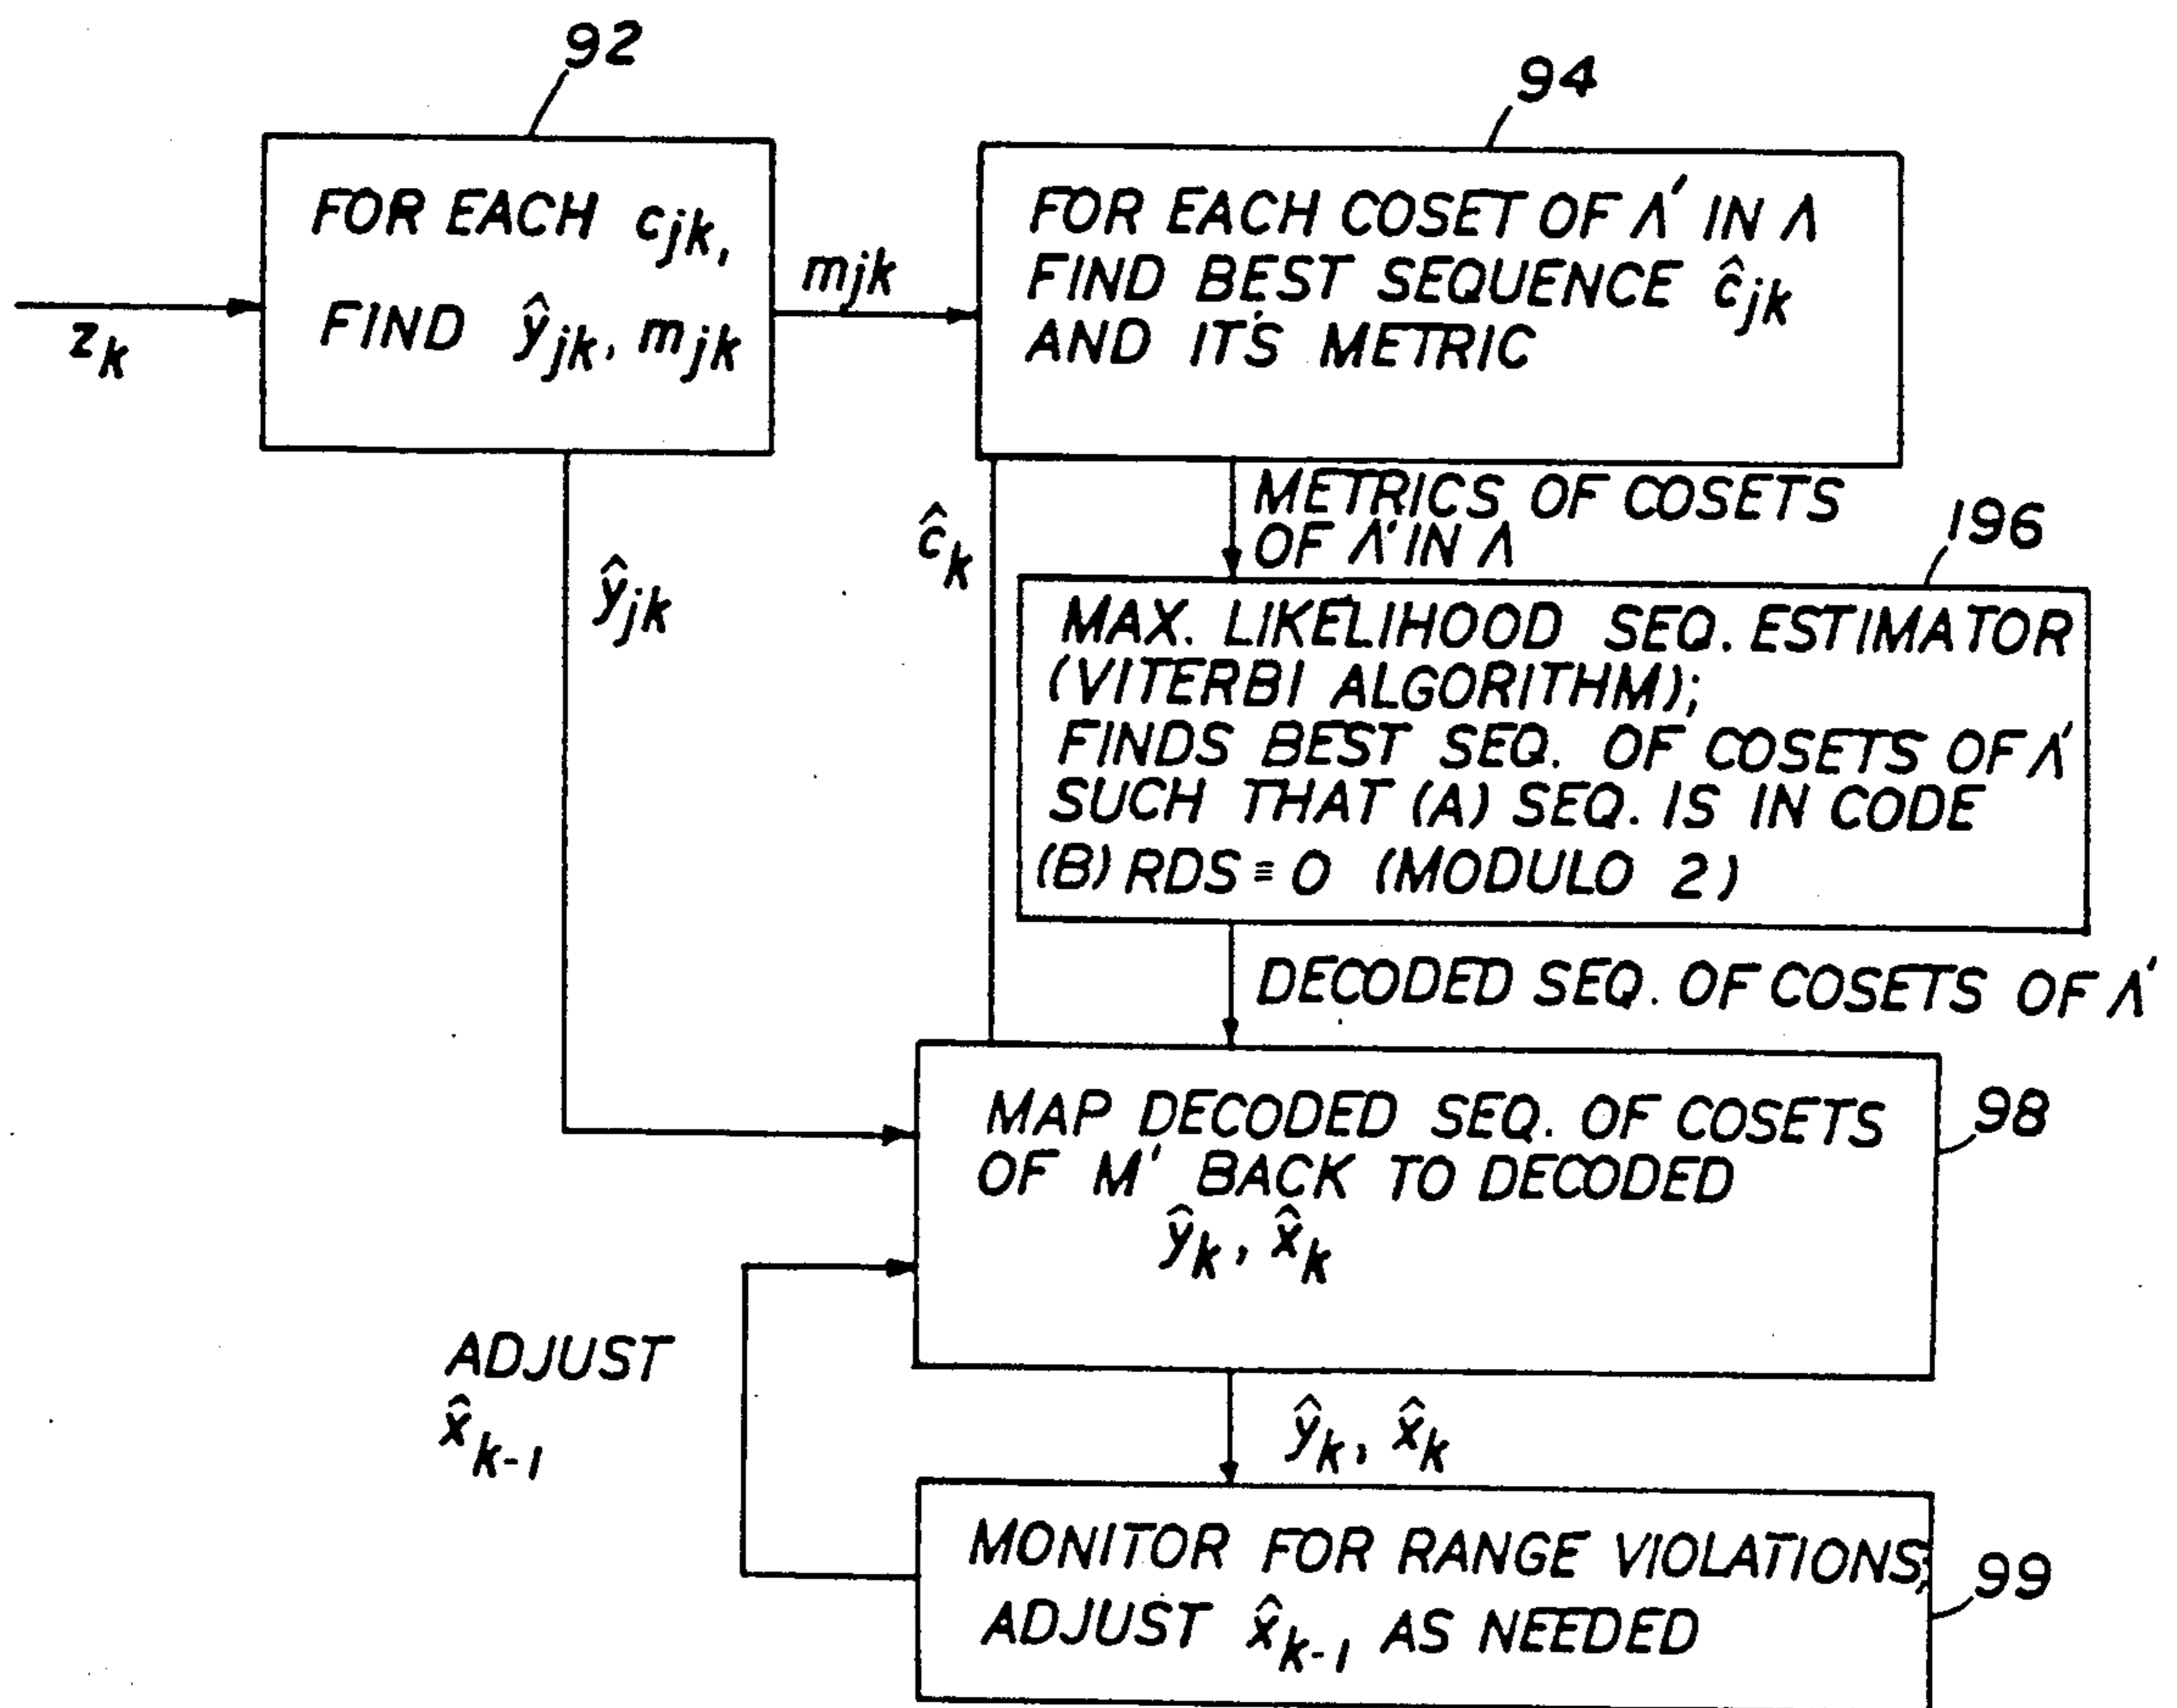 92
94
FOR EACH c_jk,
FIND ŷ_jk, m_jk
z_k
m_jk
FOR EACH COSET OF Λ' IN Λ
FIND BEST SEQUENCE ĉ_jk
AND IT'S METRIC
ĉ_k
METRICS OF COSETS
OF Λ' IN Λ
196
ŷ_jk
MAX. LIKELIHOOD SEQ. ESTIMATOR
(VITERBI ALGORITHM);
FINDS BEST SEQ. OF COSETS OF Λ'
SUCH THAT (A) SEQ. IS IN CODE
(B) RDS ≡ 0 (MODULO 2)
DECODED SEQ. OF COSETS OF Λ'
MAP DECODED SEQ. OF COSETS
OF M' BACK TO DECODED
ŷ_k, x̂_k
98
ADJUST
x̂_k-1
ŷ_k, x̂_k
MONITOR FOR RANGE VIOLATIONS;
ADJUST x̂_k-1 AS NEEDED
99